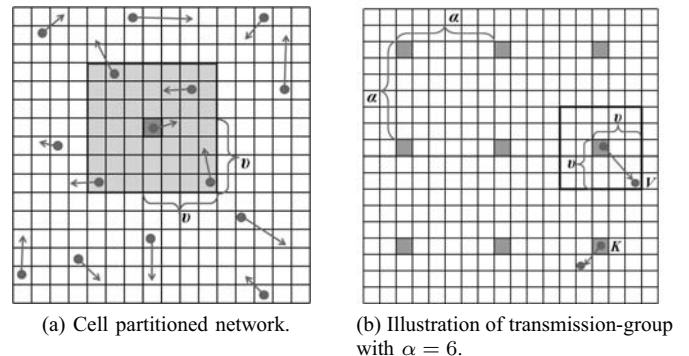 α
α
υ
υ
υ
υ
V
K
(a) Cell partitioned network.
(b) Illustration of transmission-group
with α = 6.